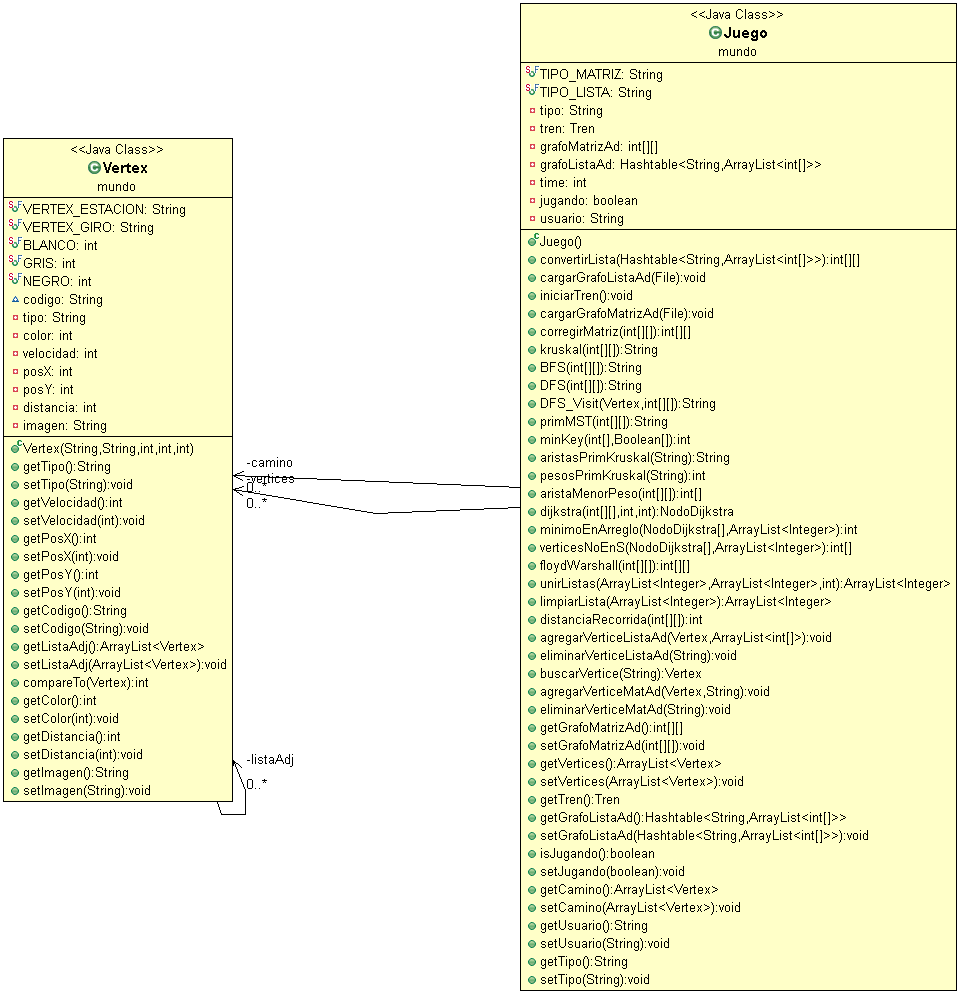 <<Java Class>>
Vertex
mundo
VERTEX_ESTACION: String
VERTEX_GIRO: String
BLANCO: int
GRIS: int
NEGRO: int
codigo: String
tipo: String
color: int
velocidad: int
posX: int
posY: int
distancia: int
imagen: String
Vertex(String,String,int,int,int)
getTipo():String
setTipo(String):void
getVelocidad():int
setVelocidad(int):void
getPosX():int
setPosX(int):void
getPosY():int
setPosY(int):void
getCodigo():String
setCodigo(String):void
getListaAdj():ArrayList<Vertex>
setListaAdj(ArrayList<Vertex>):void
compareTo(Vertex):int
getColor():int
setColor(int):void
getDistancia():int
setDistancia(int):void
getImagen():String
setImagen(String):void
-camino
-vertices
0..*
0..*
-listaAdj
0..*
<<Java Class>>
Juego
mundo
TIPO_MATRIZ: String
TIPO_LISTA: String
tipo: String
tren: Tren
grafoMatrizAd: int[][]
grafoListaAd: Hashtable<String,ArrayList<int[]>>
time: int
jugando: boolean
usuario: String
Juego()
convertirLista(Hashtable<String,ArrayList<int[]>>):int[][]
cargarGrafoListaAd(File):void
iniciarTren():void
cargarGrafoMatrizAd(File):void
corregirMatriz(int[][]):int[][]
kruskal(int[][]):String
BFS(int[][]):String
DFS(int[][]):String
DFS_Visit(Vertex,int[][]):String
primMST(int[][]):String
minKey(int[],Boolean[]):int
aristasPrimKruskal(String):String
pesosPrimKruskal(String):int
aristaMenorPeso(int[][]):int[]
dijkstra(int[][],int,int):NodoDijkstra
minimoEnArreglo(NodoDijkstra[],ArrayList<Integer>):int
verticesNoEnS(NodoDijkstra[],ArrayList<Integer>):int[]
floydWarshall(int[][]):int[][]
unirListas(ArrayList<Integer>,ArrayList<Integer>,int):ArrayList<Integer>
limpiarLista(ArrayList<Integer>):ArrayList<Integer>
distanciaRecorrida(int[][]):int
agregarVerticeListaAd(Vertex,ArrayList<int[]>):void
eliminarVerticeListaAd(String):void
buscarVertice(String):Vertex
agregarVerticeMatAd(Vertex,String):void
eliminarVerticeMatAd(String):void
getGrafoMatrizAd():int[][]
setGrafoMatrizAd(int[][]):void
getVertices():ArrayList<Vertex>
setVertices(ArrayList<Vertex>):void
getTren():Tren
getGrafoListaAd():Hashtable<String,ArrayList<int[]>>
setGrafoListaAd(Hashtable<String,ArrayList<int[]>>):void
isJugando():boolean
setJugando(boolean):void
getCamino():ArrayList<Vertex>
setCamino(ArrayList<Vertex>):void
getUsuario():String
setUsuario(String):void
getTipo():String
setTipo(String):void